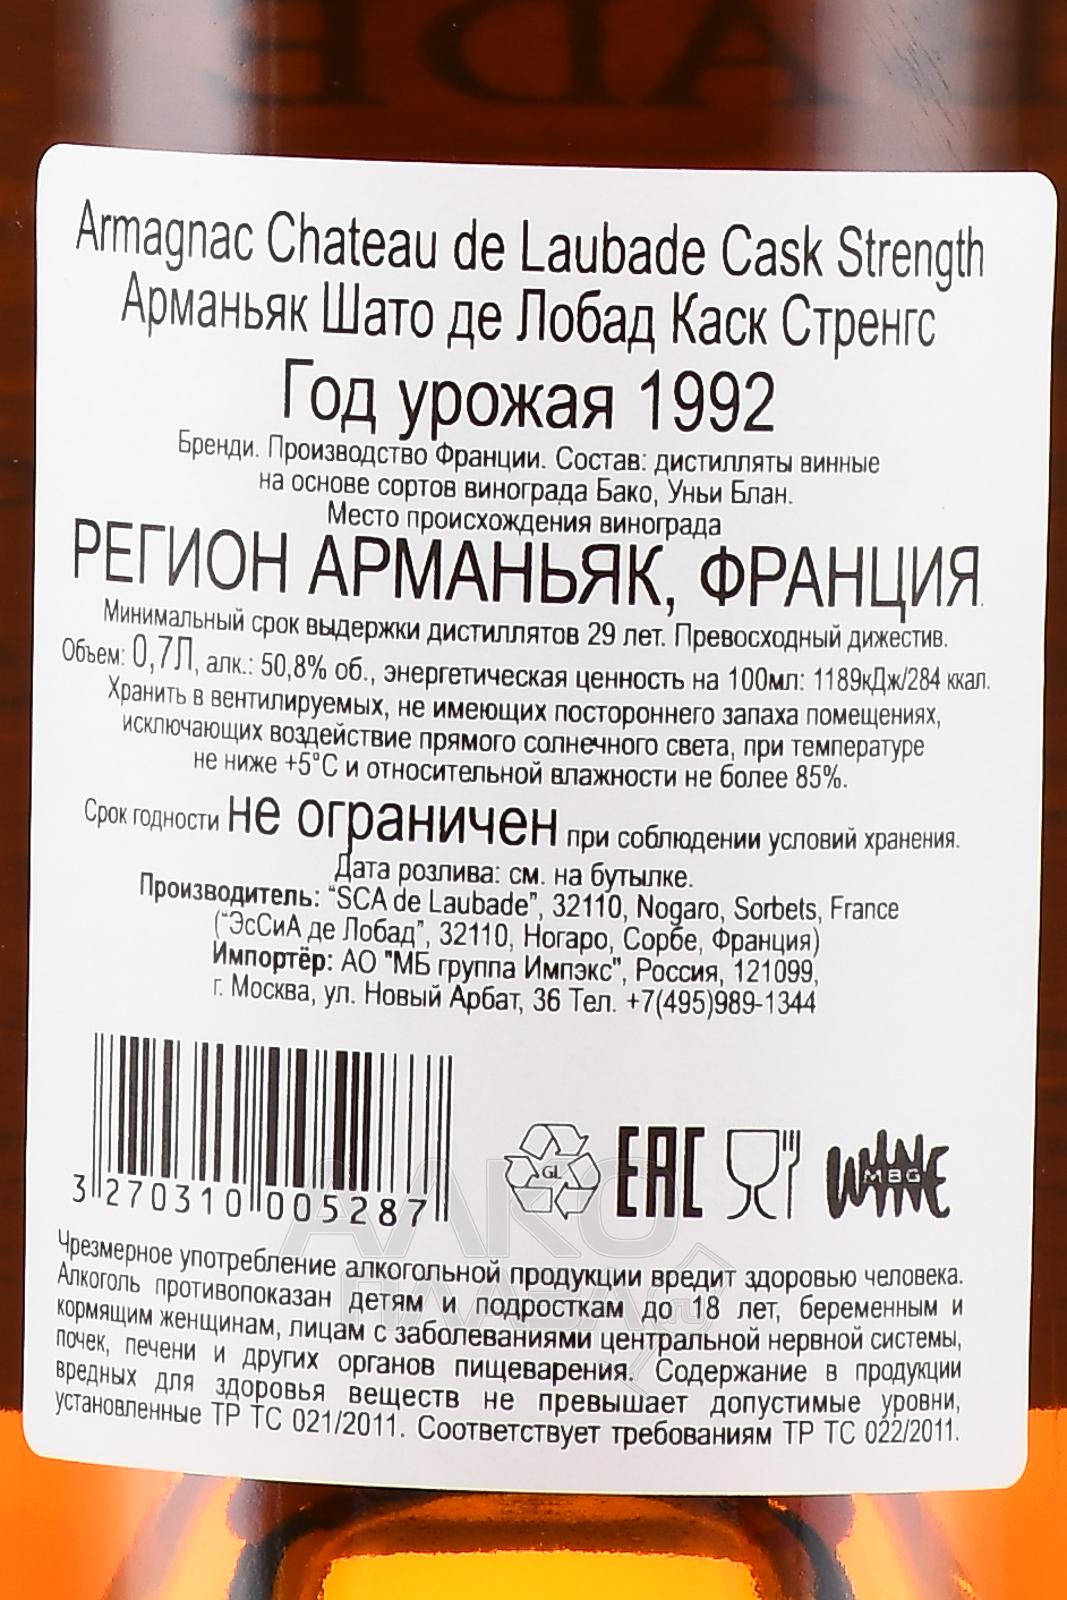 Armagnac Chateau de Laubade Cask Strength
Арманьяк Шато де Лобад Каск Стренгс
Год урожая 1992
Бренди. Производство Франции. Состав: дистилляты винные
на основе сортов винограда Бако, Уньи Блан.
Место происхождения винограда
РЕГИОН АРМАНЬЯК, ФРАНЦИЯ.
Минимальный срок выдержки дистиллятов 29 лет. Превосходный дижестив.
Объем: 0,7Л, алк.: 50,8% об., энергетическая ценность на 100мл: 1189кДж/284 ккал.
Хранить в вентилируемых, не имеющих постороннего запаха помещениях,
исключающих воздействие прямого солнечного света, при температуре
не ниже +5°С и относительной влажности не более 85%.
Срок годности не ограничен при соблюдении условий хранения.
Дата розлива: см. на бутылке.
Производитель: "SCA de Laubade", 32110, Nogaro, Sorbets, France
("ЭсСиА де Лобад", 32110, Ногаро, Сорбе, Франция)
Импортёр: АО "МБ группа Импэкс", Россия, 121099,
г. Москва, ул. Новый Арбат, 36 Тел. +7(495)989-1344
3 270310 005287
GL
EAC
WINE
MBG
АЛКО
ПЛАЗА.ru
Чрезмерное употребление алкогольной продукции вредит здоровью человека.
Алкоголь противопоказан детям и подросткам до 18 лет, беременным и
кормящим женщинам, лицам с заболеваниями центральной нервной системы,
почек, печени и других органов пищеварения. Содержание в продукции
вредных для здоровья веществ не превышает допустимые уровни,
установленные ТР ТС 021/2011. Соответствует требованиям ТР ТС 022/2011.